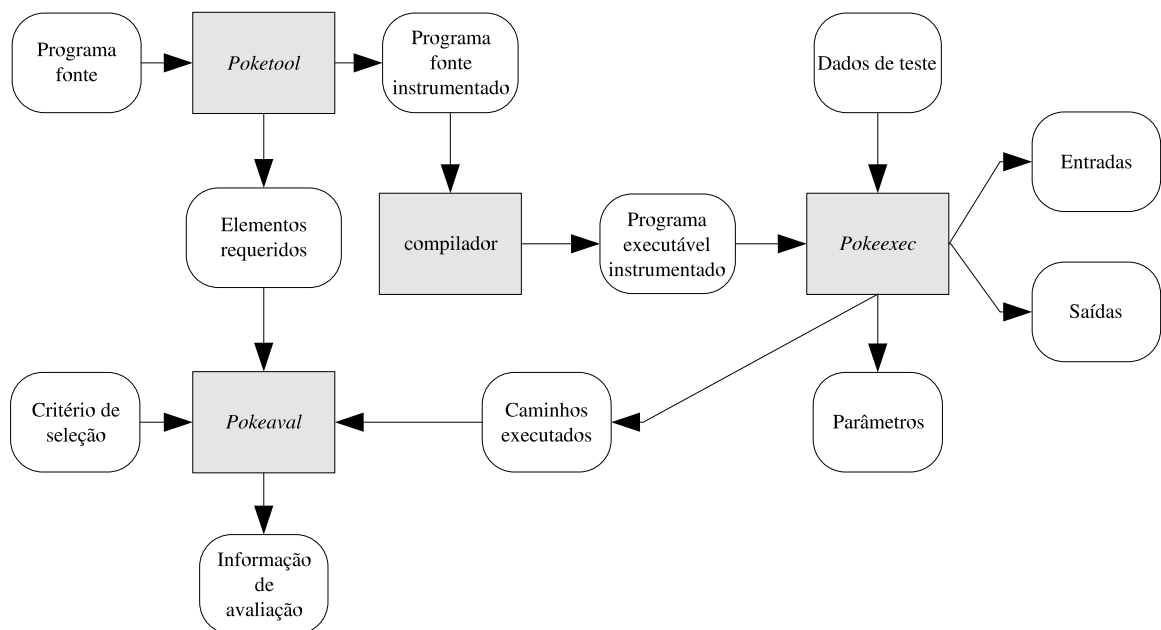 Programa
fonte
Poketool
Programa
fonte
instrumentado
Dados de teste
Entradas
Elementos
requeridos
compilador
Programa
executável
instrumentado
Pokeexec
Saídas
Critério de
seleção
Pokeaval
Caminhos
executados
Parâmetros
Informação
de
avaliação